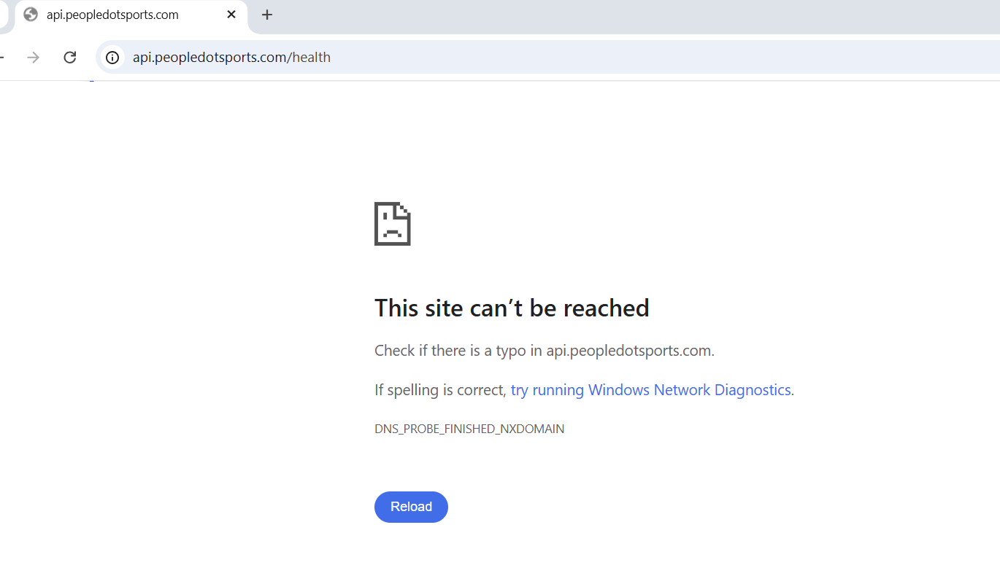 api.peopledotsports.com
api.peopledotsports.com/health
This site can’t be reached
Check if there is a typo in api.peopledotsports.com.
If spelling is correct, try running Windows Network Diagnostics.
DNS_PROBE_FINISHED_NXDOMAIN
Reload